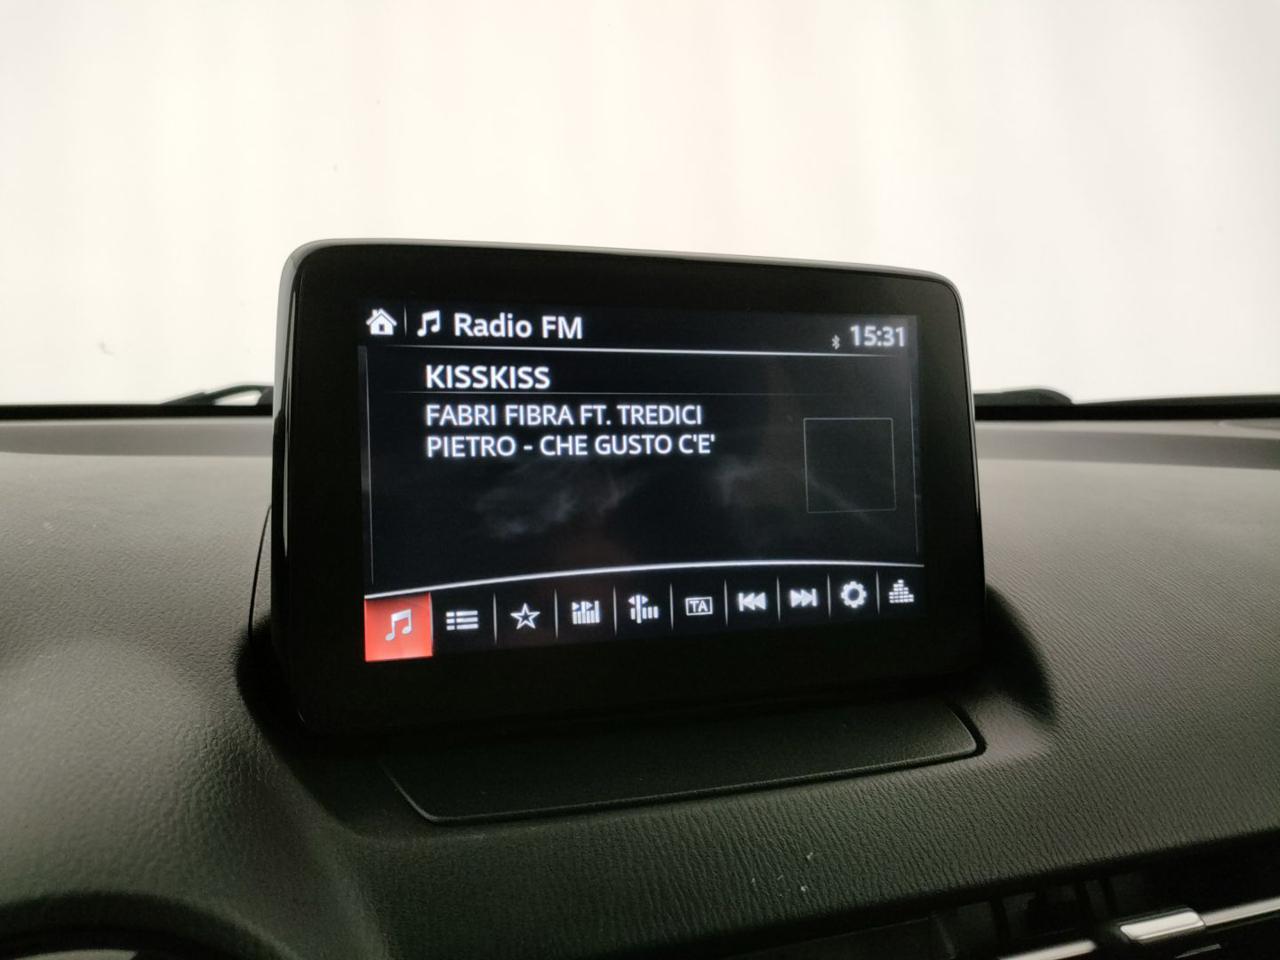 Radio FM
15:31
KISSKISS
FABRI FIBRA FT. TREDICI
PIETRO - CHE GUSTO C'E'
TA